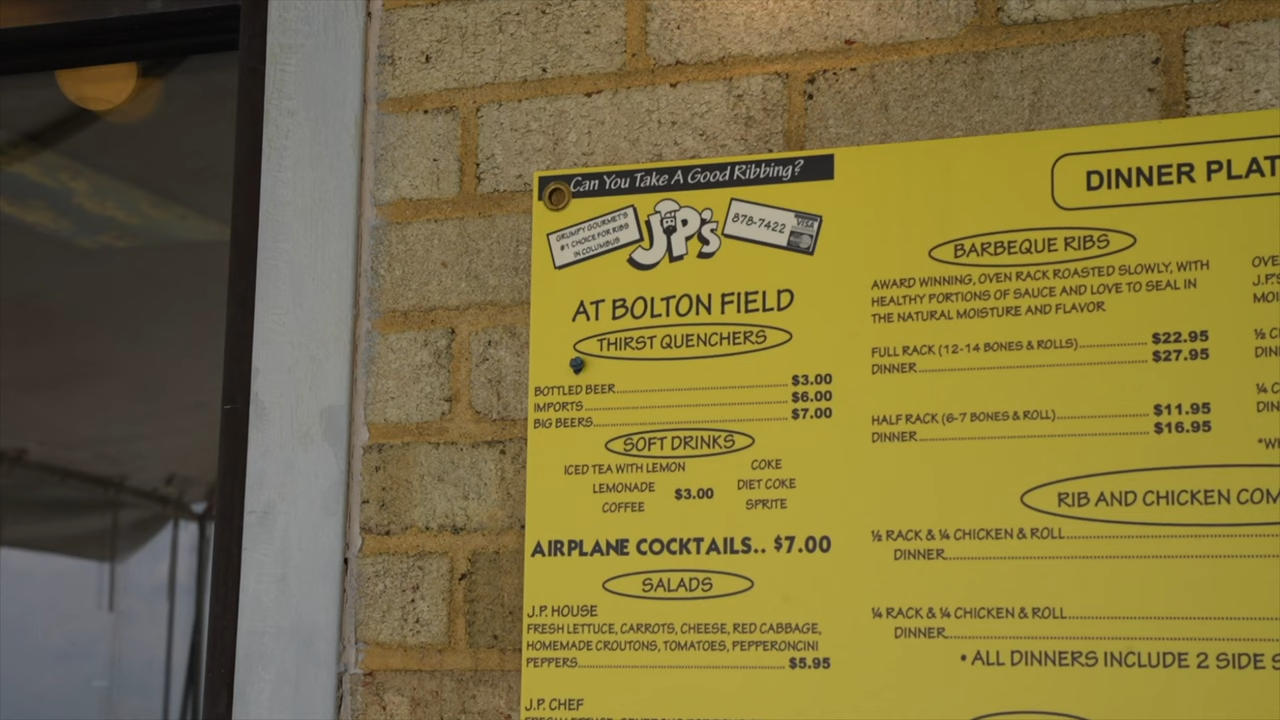 Can You Take A Good Ribbing?
GRUMPY GOURMET'S
#1 CHOICE FOR RIBS
IN COLUMBUS
J.P.'s
878-7422
VISA
AT BOLTON FIELD
THIRST QUENCHERS
BOTTLED BEER $3.00
IMPORTS $6.00
BIG BEERS $7.00
SOFT DRINKS
ICED TEA WITH LEMON
LEMONADE
COFFEE
$3.00
COKE
DIET COKE
SPRITE
AIRPLANE COCKTAILS.. $7.00
SALADS
J.P. HOUSE
FRESH LETTUCE, CARROTS, CHEESE, RED CABBAGE,
HOMEMADE CROUTONS, TOMATOES, PEPPERONCINI
PEPPERS $5.95
J.P. CHEF
DINNER PLAT
BARBEQUE RIBS
AWARD WINNING, OVEN RACK ROASTED SLOWLY, WITH
HEALTHY PORTIONS OF SAUCE AND LOVE TO SEAL IN
THE NATURAL MOISTURE AND FLAVOR
FULL RACK (12-14 BONES & ROLLS) $22.95
DINNER $27.95
HALF RACK (6-7 BONES & ROLL) $11.95
DINNER $16.95
RIB AND CHICKEN COM
½ RACK & ¼ CHICKEN & ROLL
DINNER
¼ RACK & ¼ CHICKEN & ROLL
DINNER
• ALL DINNERS INCLUDE 2 SIDE S
OVE
J.P.'S
MOI
½ C
DIN
¼ C
DIN
*WH